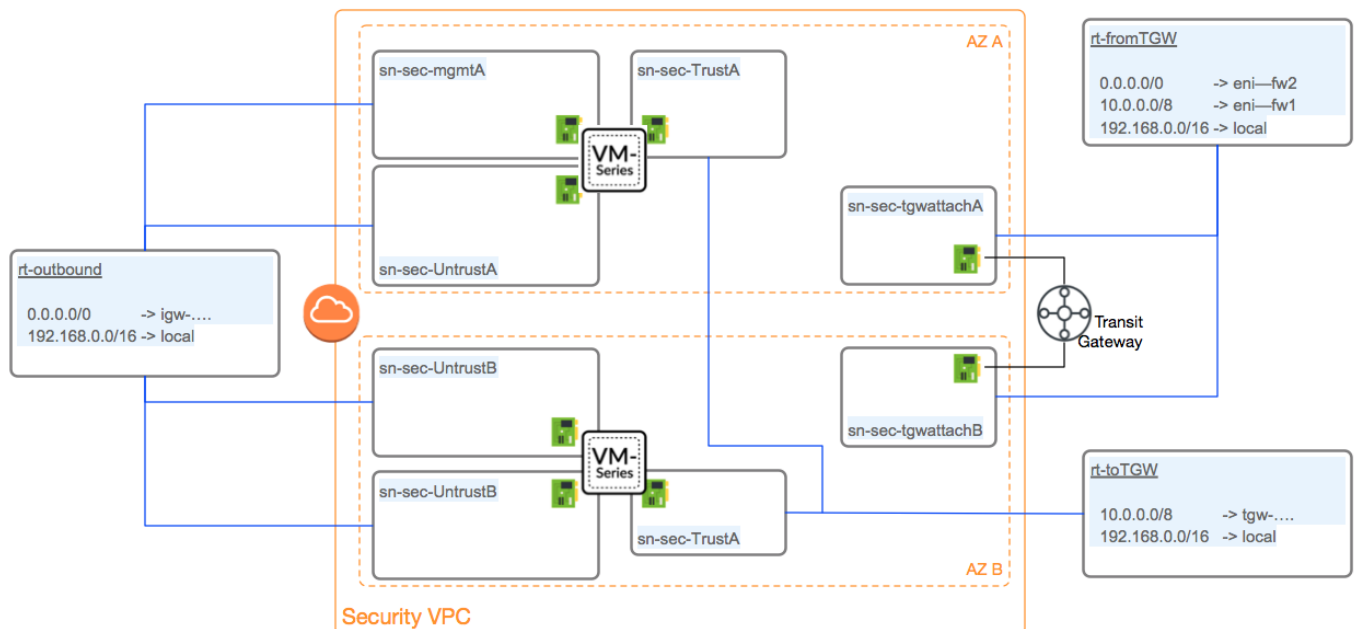 AZ A
sn-sec-mgmtA
sn-sec-TrustA
VM-
Series
sn-sec-UntrustA
sn-sec-tgwattachA
rt-fromTGW
0.0.0.0/0 -> eni—fw2
10.0.0.0/8 -> eni—fw1
192.168.0.0/16 -> local
rt-outbound
0.0.0.0/0 -> igw-....
192.168.0.0/16 -> local
Transit
Gateway
sn-sec-UntrustB
VM-
Series
sn-sec-UntrustB
sn-sec-TrustA
sn-sec-tgwattachB
AZ B
rt-toTGW
10.0.0.0/8 -> tgw-....
192.168.0.0/16 -> local
Security VPC